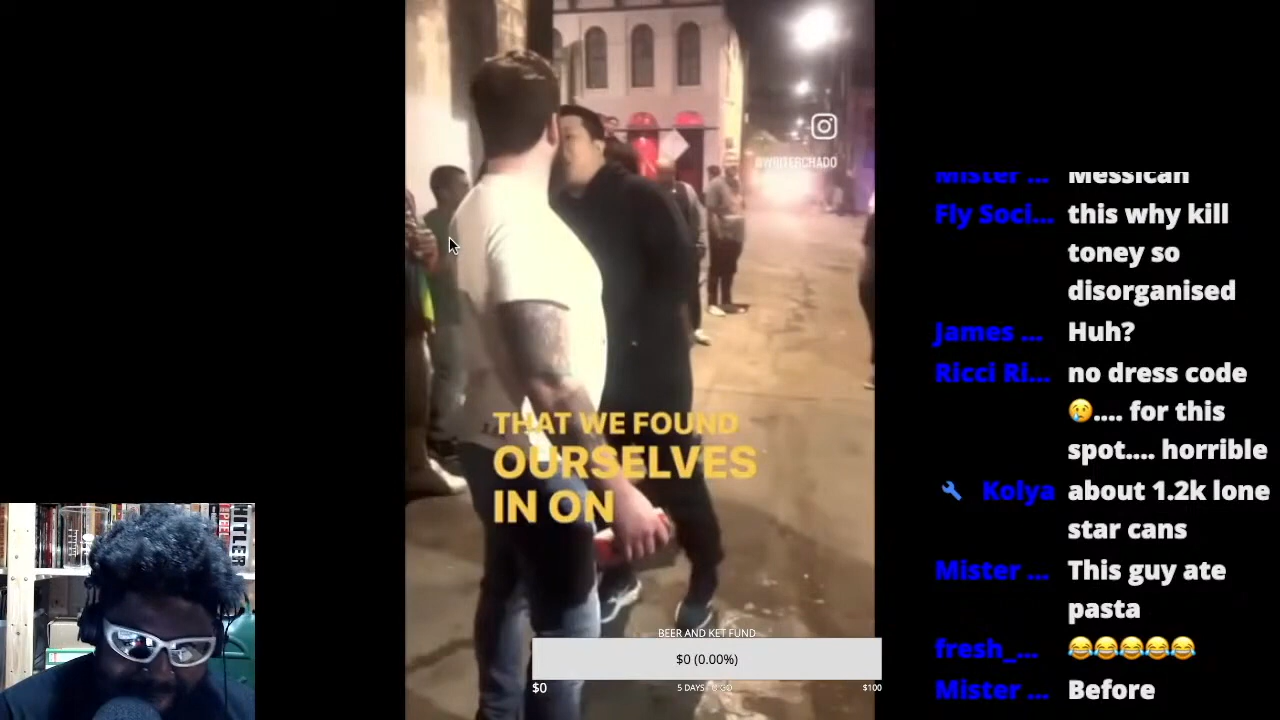 @WRITERCHADO
THAT WE FOUND
OURSELVES
IN ON
BEER AND KET FUND
$0 (0.00%)
$0
$100
Mister ... Messican
Fly Soci... this why kill
toney so
disorganised
James ... Huh?
Ricci Ri... no dress code
😢.... for this
spot.... horrible
Kolya about 1.2k lone
star cans
Mister ... This guy ate
pasta
fresh_... 😂😂😂😂😂
Mister ... Before